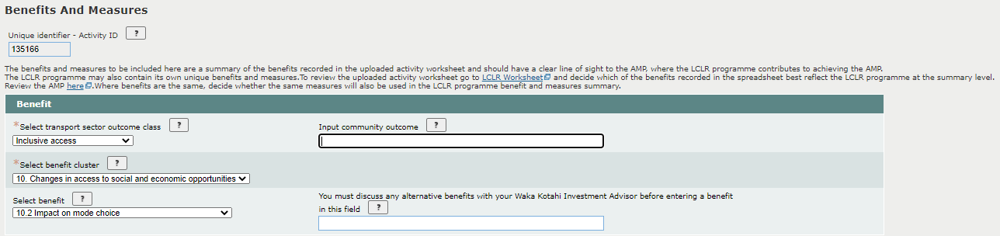 Benefits And Measures
Unique identifier - Activity ID ?
135166
The benefits and measures to be included here are a summary of the benefits recorded in the uploaded activity worksheet and should have a clear line of sight to the AMP, where the LCLR programme contributes to achieving the AMP.
The LCLR programme may also contain its own unique benefits and measures.To review the uploaded activity worksheet go to LCLR Worksheet and decide which of the benefits recorded in the spreadsheet best reflect the LCLR programme at the summary level.
Review the AMP here .Where benefits are the same, decide whether the same measures will also be used in the LCLR programme benefit and measures summary.
Benefit
*Select transport sector outcome class ? Input community outcome ?
Inclusive access
*Select benefit cluster ?
10. Changes in access to social and economic opportunities
Select benefit ? You must discuss any alternative benefits with your Waka Kotahi Investment Advisor before entering a benefit
in this field ?
10.2 Impact on mode choice